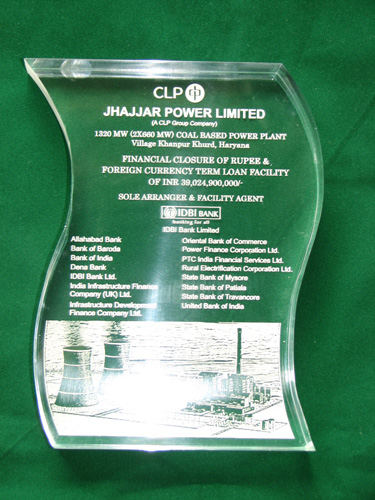 CLP
JHAJJAR POWER LIMITED
(A CLP Group Company)
1320 MW (2X660 MW) COAL BASED POWER PLANT
Village Khanpur Khurd, Haryana
FINANCIAL CLOSURE OF RUPEE &
FOREIGN CURRENCY TERM LOAN FACILITY
OF INR 39,024,900,000/-
SOLE ARRANGER & FACILITY AGENT
IDBI BANK
banking for all
IDBI Bank Limited
Allahabad Bank
Bank of Baroda
Bank of India
Dena Bank
IDBI Bank Ltd.
India Infrastructure Finance
Company (UK) Ltd.
Infrastructure Development
Finance Company Ltd.
Oriental Bank of Commerce
Power Finance Corporation Ltd.
PTC India Financial Services Ltd.
Rural Electrification Corporation Ltd.
State Bank of Mysore
State Bank of Patiala
State Bank of Travancore
United Bank of India